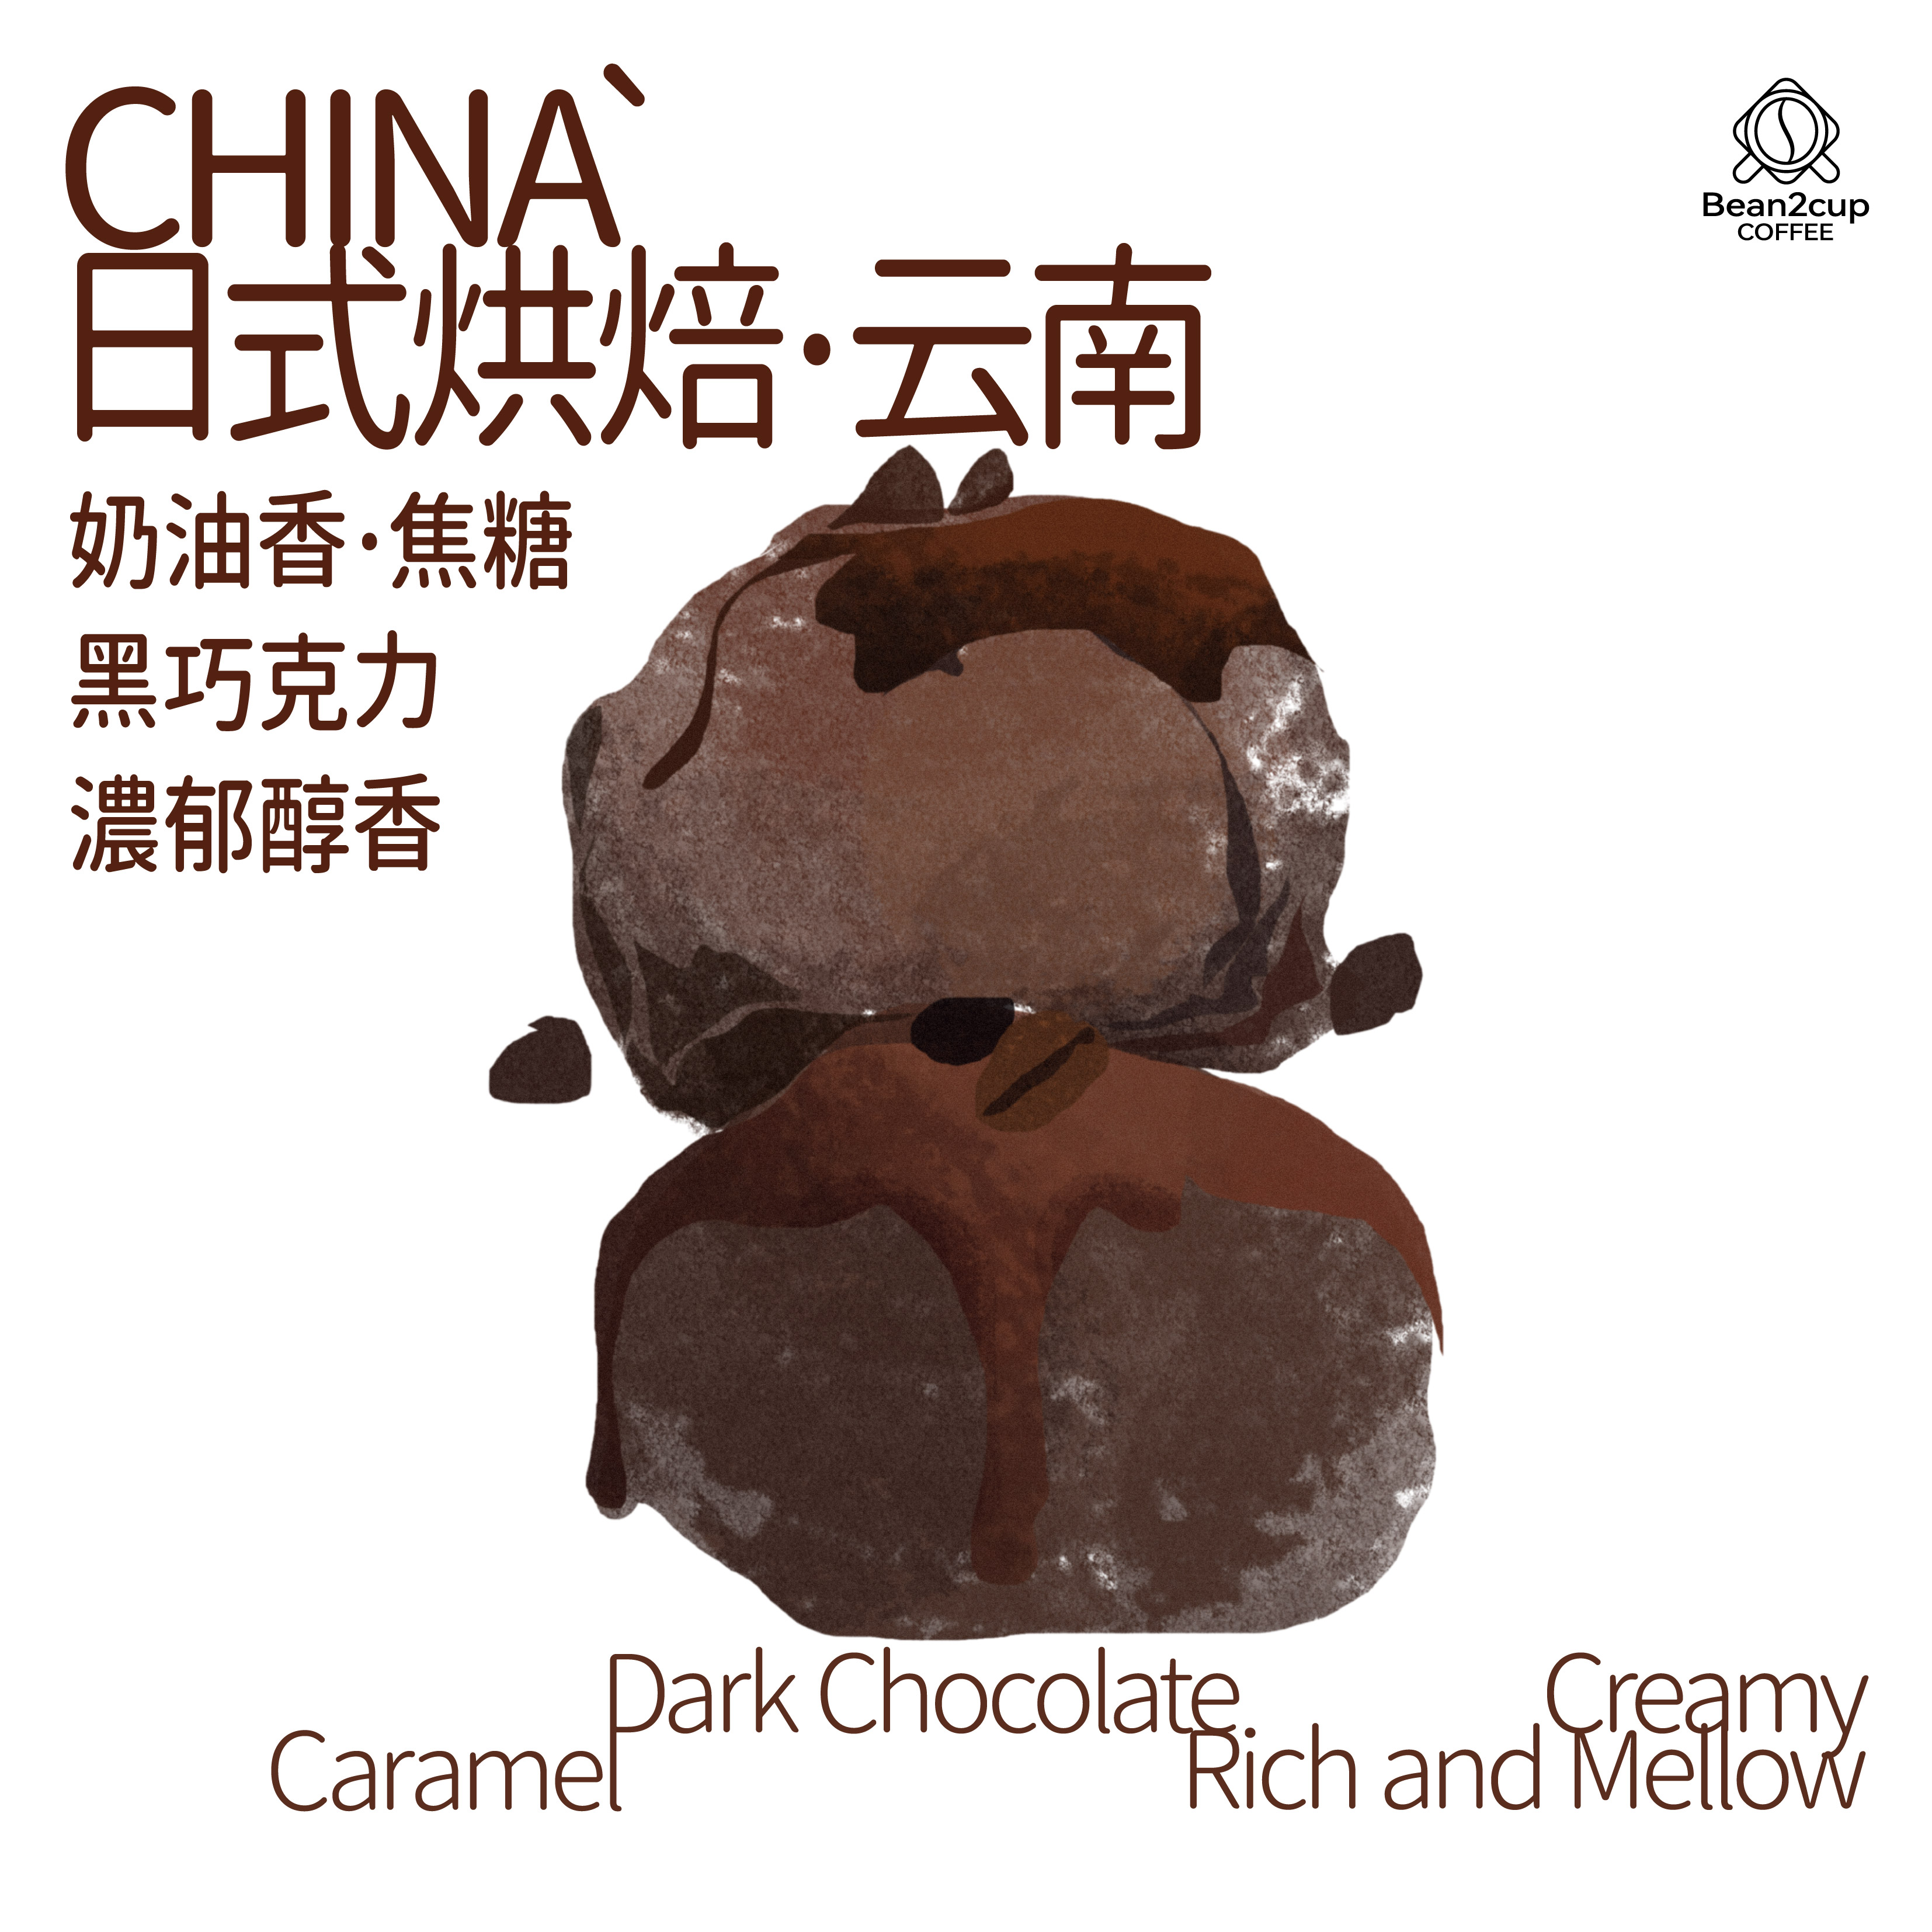 CHINA`
日式烘焙·云南
奶油香·焦糖
黑巧克力
濃郁醇香
Bean2cup
COFFEE
Dark Chocolate
Creamy
Caramel
Rich and Mellow